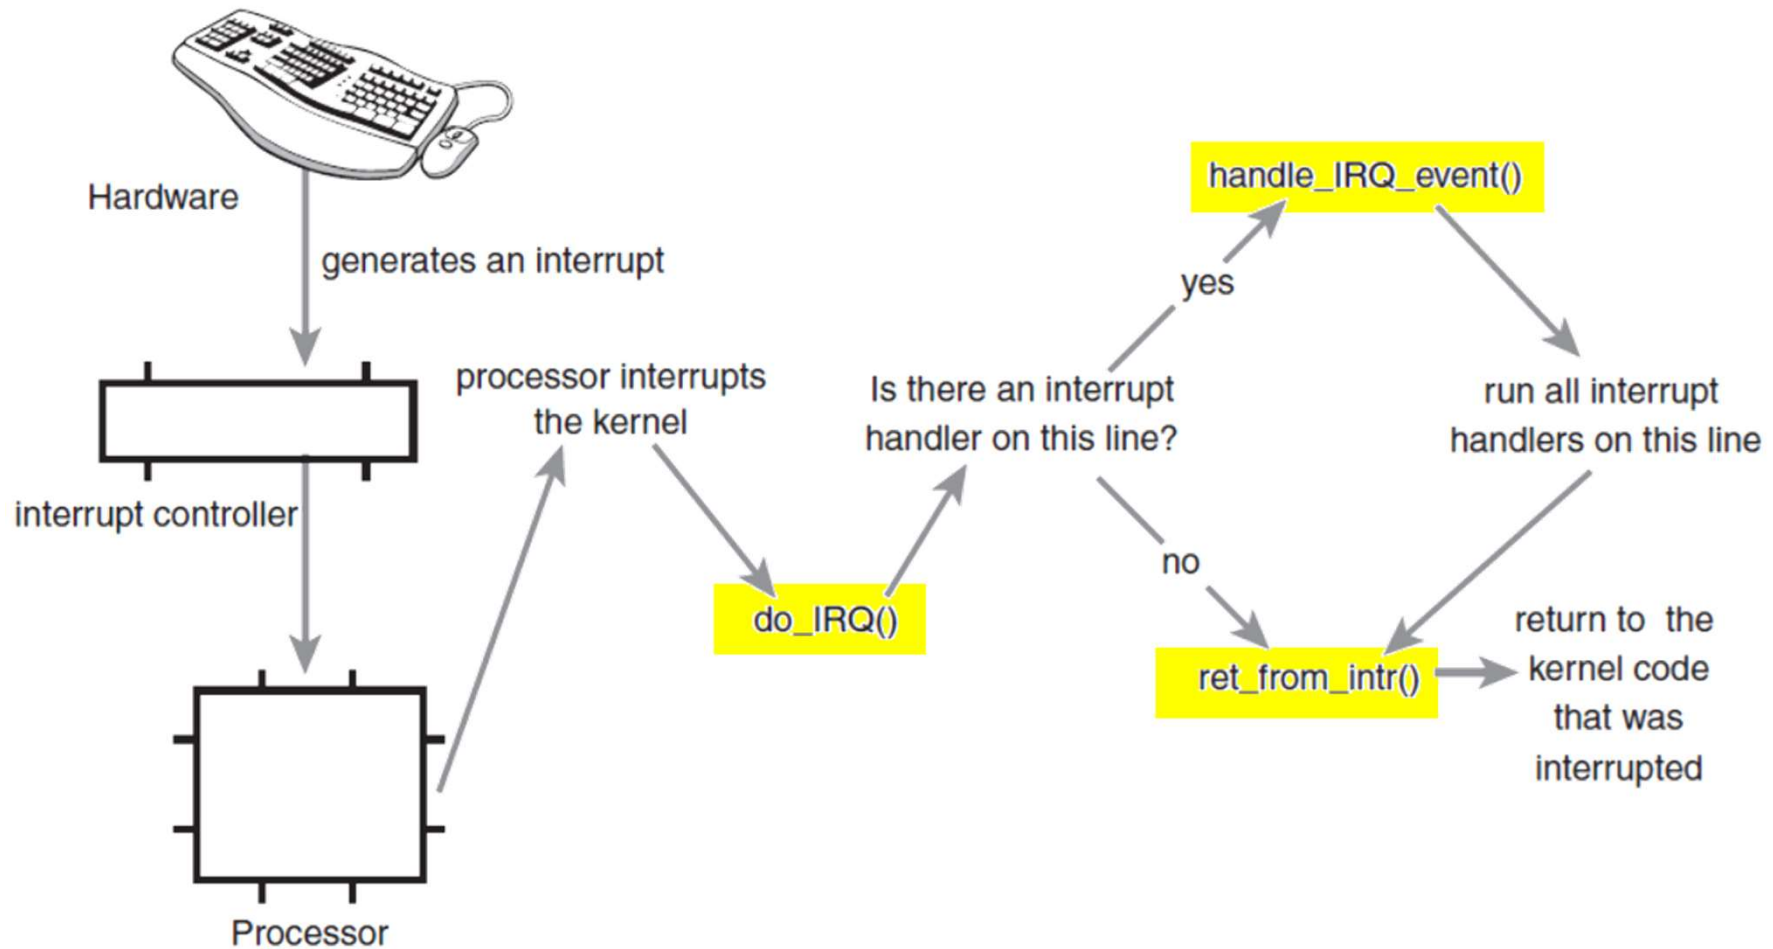 Hardware
generates an interrupt
interrupt controller
Processor
processor interrupts
the kernel
do_IRQ()
Is there an interrupt
handler on this line?
yes
no
handle_IRQ_event()
run all interrupt
handlers on this line
ret_from_intr()
return to the
kernel code
that was
interrupted